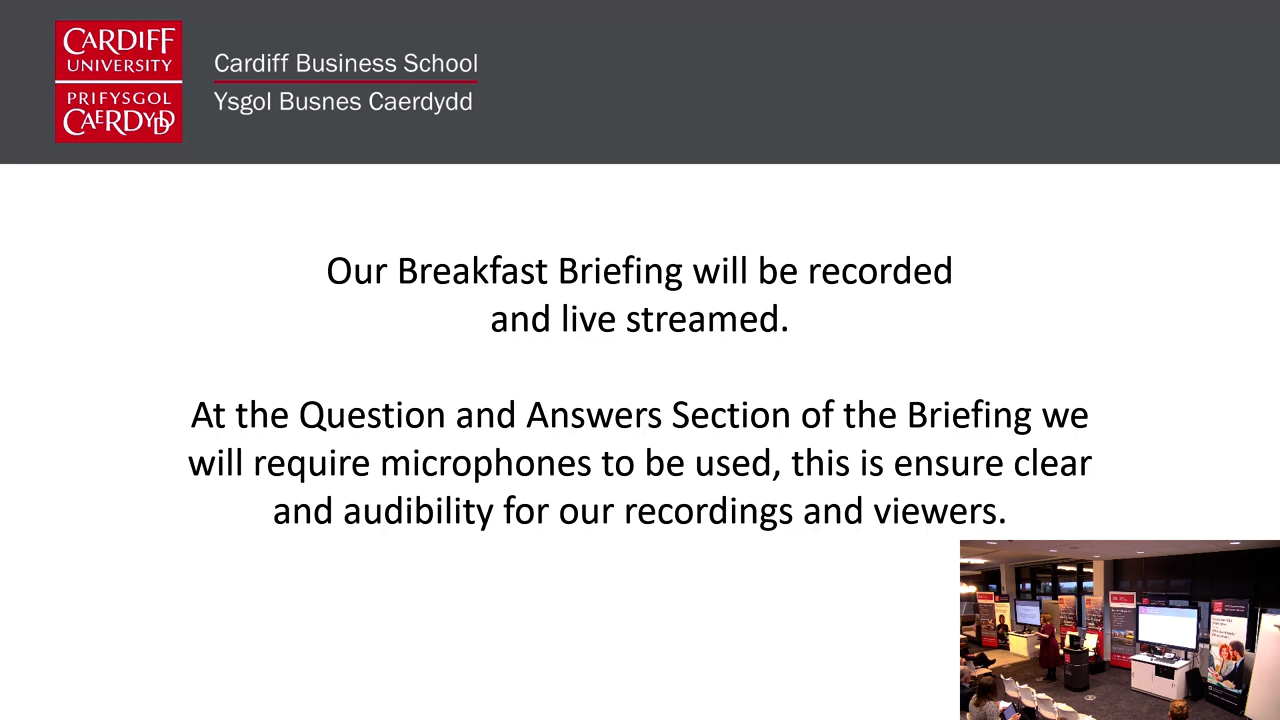 CARDIFF
UNIVERSITY
PRIFYSGOL
CAERDYDD
Cardiff Business School
Ysgol Busnes Caerdydd
Our Breakfast Briefing will be recorded
and live streamed.
At the Question and Answers Section of the Briefing we
will require microphones to be used, this is ensure clear
and audibility for our recordings and viewers.